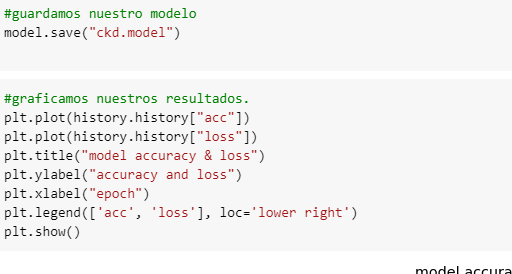 #guardamos nuestro modelo
model.save("ckd.model")
#graficamos nuestros resultados.
plt.plot(history.history["acc"])
plt.plot(history.history["loss"])
plt.title("model accuracy & loss")
plt.ylabel("accuracy and loss")
plt.xlabel("epoch")
plt.legend(['acc', 'loss'], loc='lower right')
plt.show()
model accura